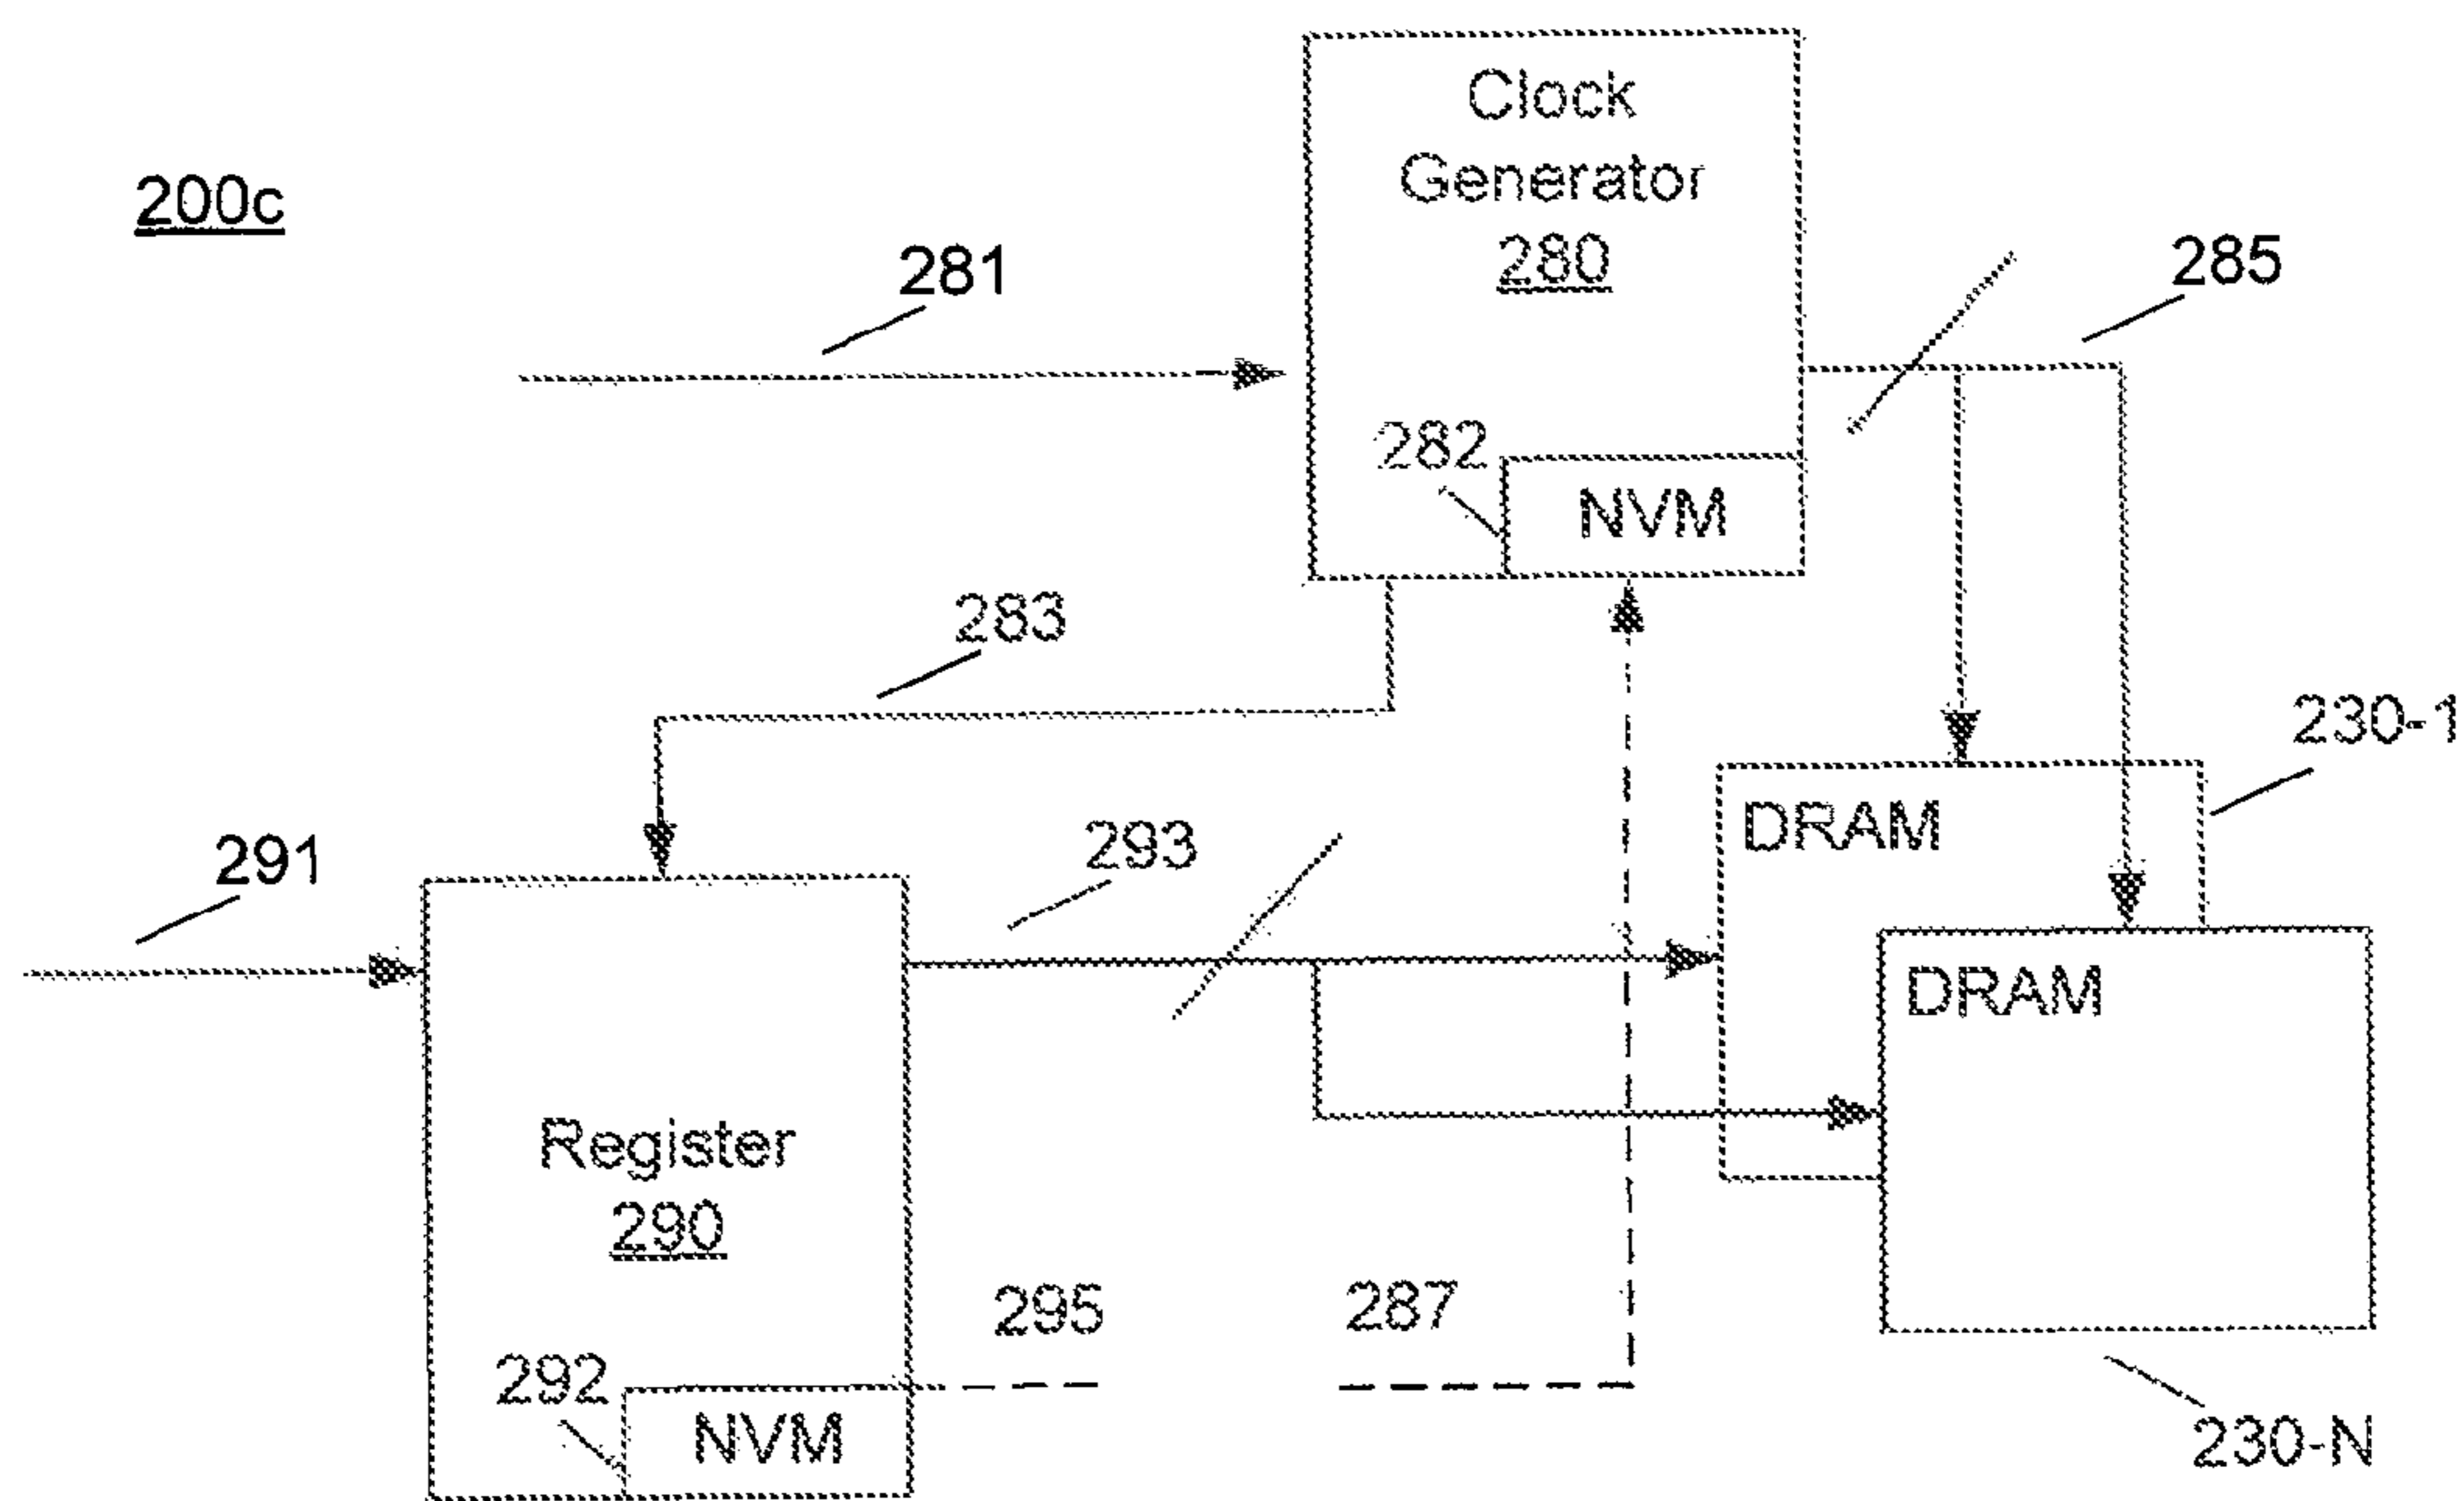 200c
Clock
Generator
280
281
285
282
NVM
283
230-1
DRAM
291
293
DRAM
Register
290
295
287
292
NVM
230-N